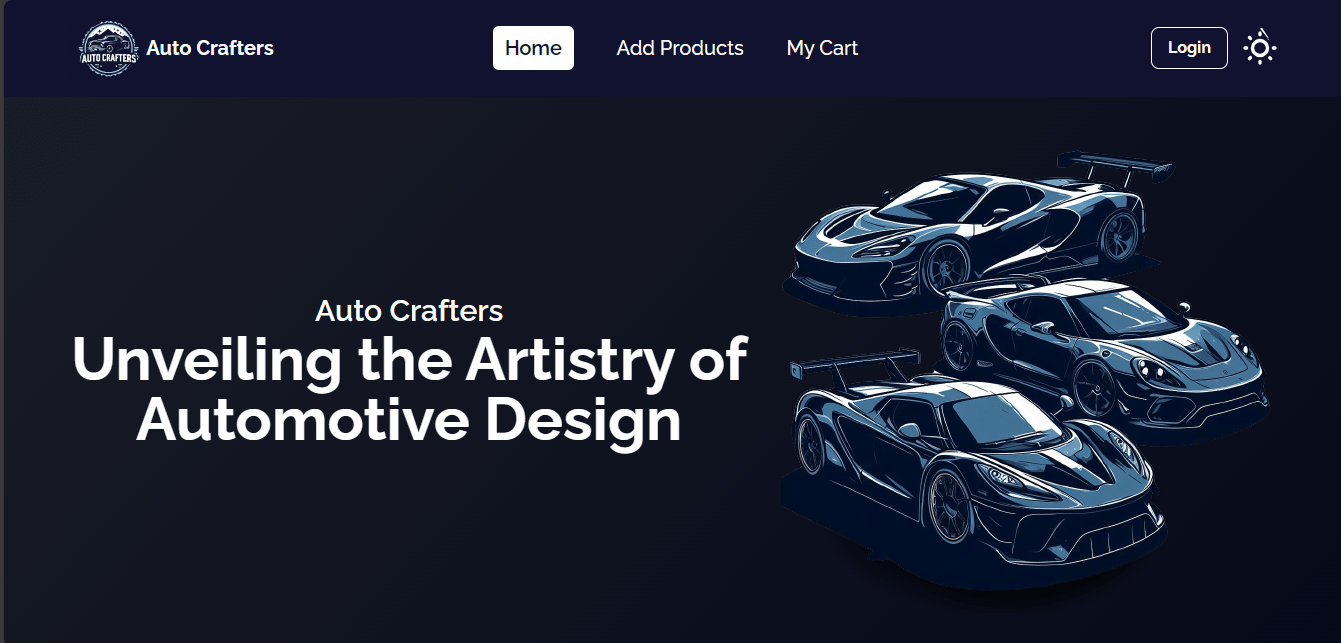 AUTO CRAFTERS
Auto Crafters
Home
Add Products
My Cart
Login
Auto Crafters
Unveiling the Artistry of
Automotive Design